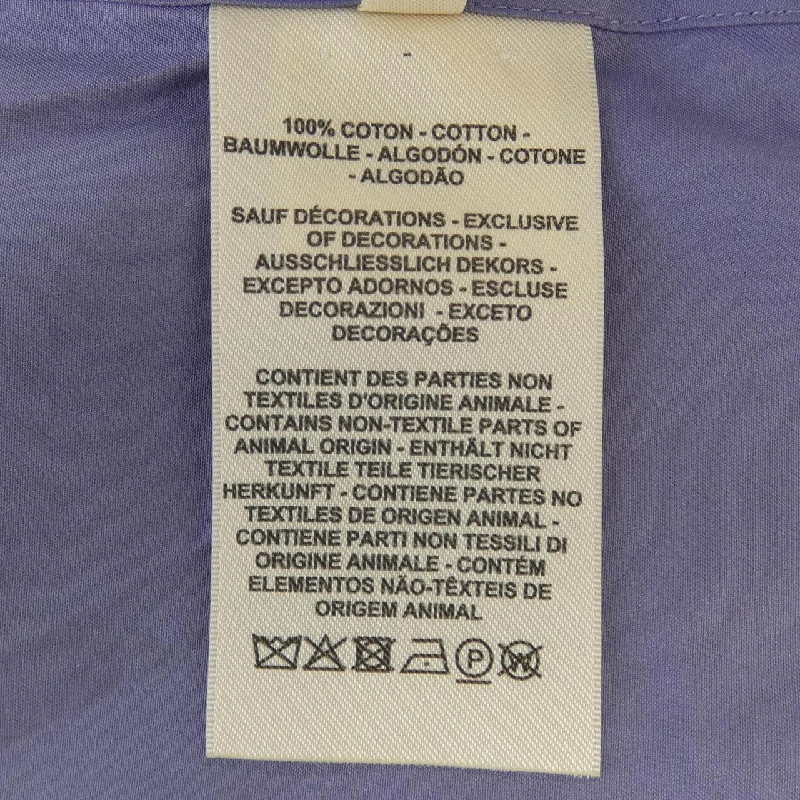 100% COTON - COTTON -
BAUMWOLLE - ALGODÓN - COTONE
- ALGODÃO
SAUF DÉCORATIONS - EXCLUSIVE
OF DECORATIONS -
AUSSCHLIESSLICH DEKORS -
EXCEPTO ADORNOS - ESCLUSE
DECORAZIONI - EXCETO
DECORAÇÕES
CONTIENT DES PARTIES NON
TEXTILES D'ORIGINE ANIMALE -
CONTAINS NON-TEXTILE PARTS OF
ANIMAL ORIGIN - ENTHÄLT NICHT
TEXTILE TEILE TIERISCHER
HERKUNFT - CONTIENE PARTES NO
TEXTILES DE ORIGEN ANIMAL -
CONTIENE PARTI NON TESSILI DI
ORIGINE ANIMALE - CONTÉM
ELEMENTOS NÃO-TÊXTEIS DE
ORIGEM ANIMAL
P W